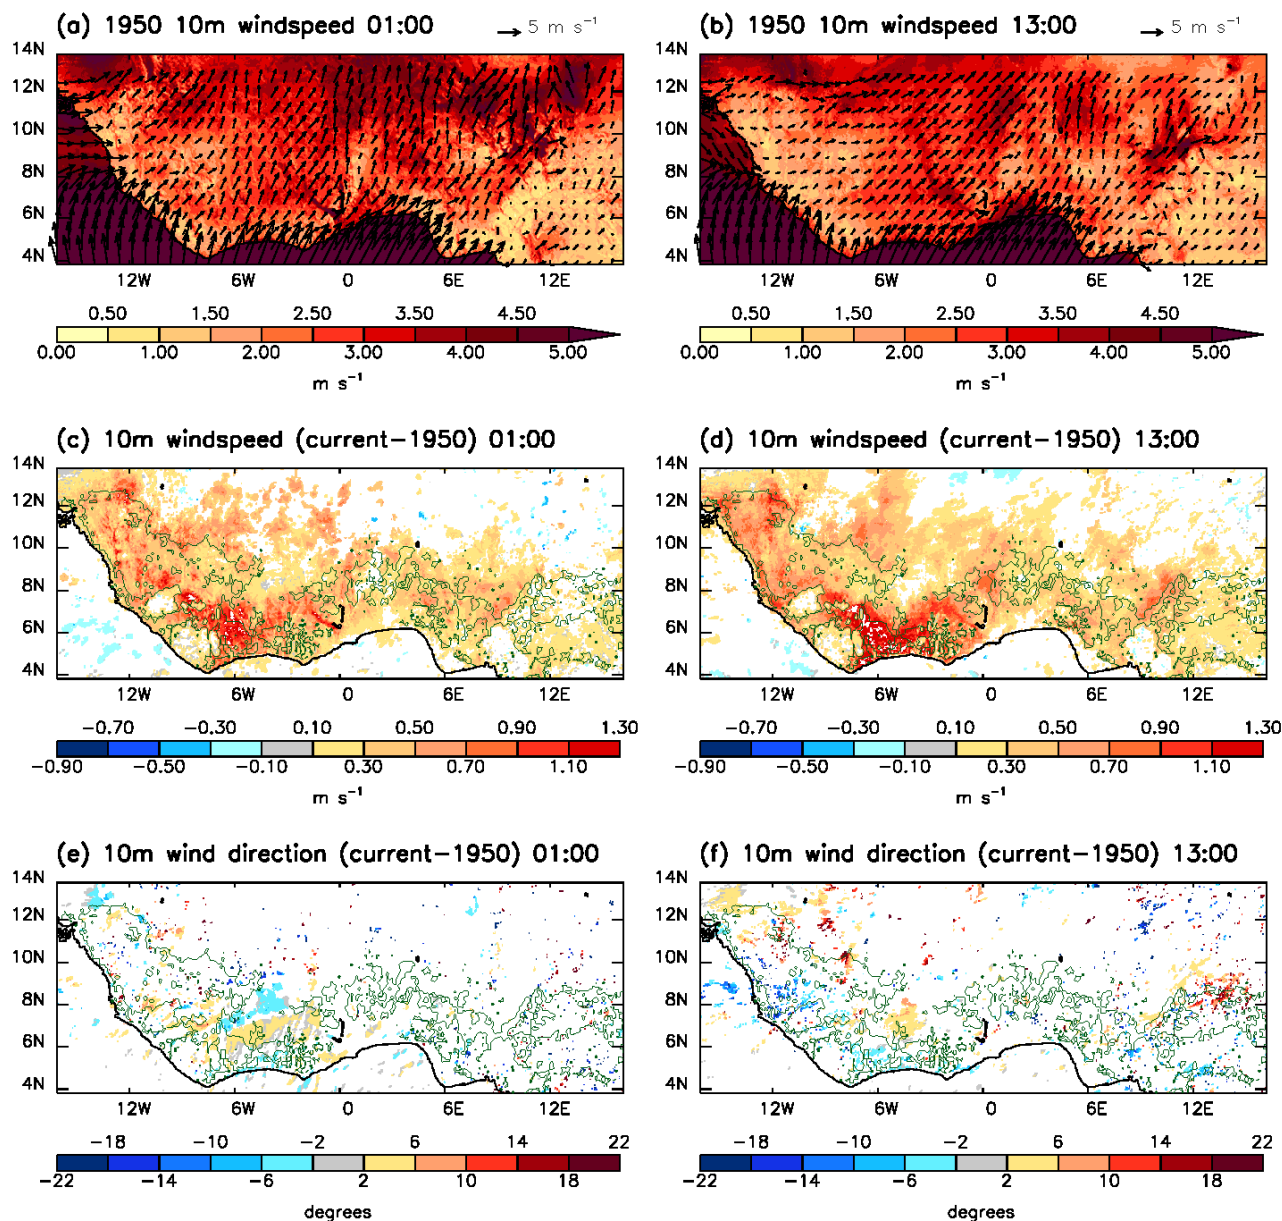 (a) 1950 10m windspeed 01:00 5 m s⁻¹
14N
12N
10N
8N
6N
4N
12W 6W 0 6E 12E
0.50 1.50 2.50 3.50 4.50
0.00 1.00 2.00 3.00 4.00 5.00
m s⁻¹
(b) 1950 10m windspeed 13:00 5 m s⁻¹
14N
12N
10N
8N
6N
4N
12W 6W 0 6E 12E
0.50 1.50 2.50 3.50 4.50
0.00 1.00 2.00 3.00 4.00 5.00
m s⁻¹
(c) 10m windspeed (current−1950) 01:00
14N
12N
10N
8N
6N
4N
12W 6W 0 6E 12E
−0.70 −0.30 0.10 0.50 0.90 1.30
−0.90 −0.50 −0.10 0.30 0.70 1.10
m s⁻¹
(d) 10m windspeed (current−1950) 13:00
14N
12N
10N
8N
6N
4N
12W 6W 0 6E 12E
−0.70 −0.30 0.10 0.50 0.90 1.30
−0.90 −0.50 −0.10 0.30 0.70 1.10
m s⁻¹
(e) 10m wind direction (current−1950) 01:00
14N
12N
10N
8N
6N
4N
12W 6W 0 6E 12E
−18 −10 −2 6 14 22
−22 −14 −6 2 10 18
degrees
(f) 10m wind direction (current−1950) 13:00
14N
12N
10N
8N
6N
4N
12W 6W 0 6E 12E
−18 −10 −2 6 14 22
−22 −14 −6 2 10 18
degrees